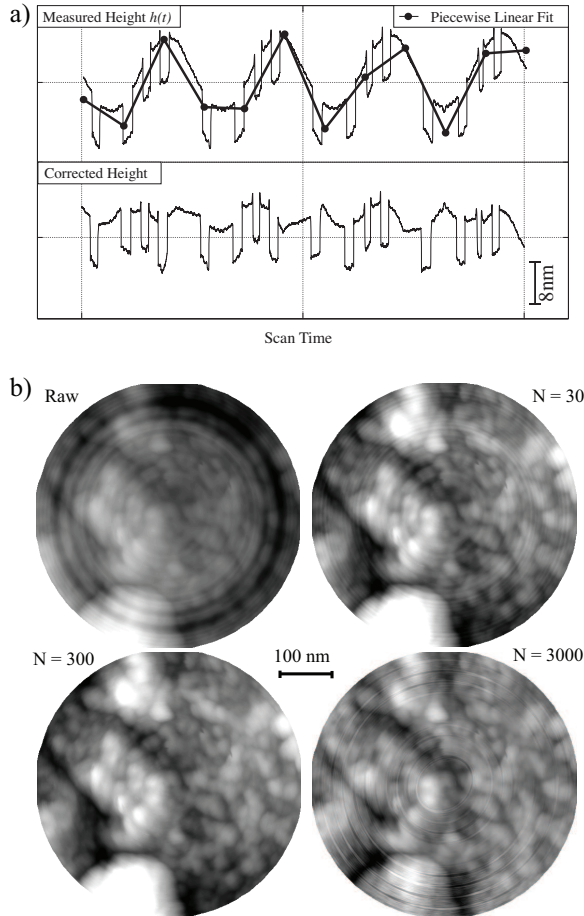 a)
Measured Height h(t)
Piecewise Linear Fit
Corrected Height
8nm
Scan Time
b)
Raw
N = 30
N = 300
100 nm
N = 3000